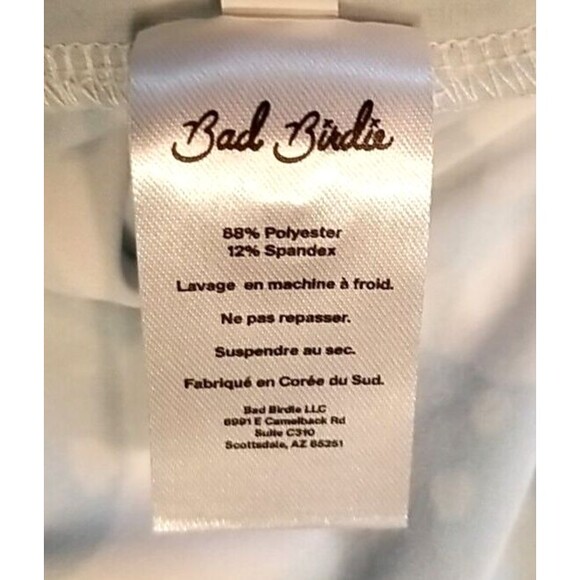 Bad Birdie
88% Polyester
12% Spandex
Lavage en machine à froid.
Ne pas repasser.
Suspendre au sec.
Fabriqué en Corée du Sud.
Bad Birdie LLC
6991 E Camelback Rd
Suite C310
Scottsdale, AZ 85251